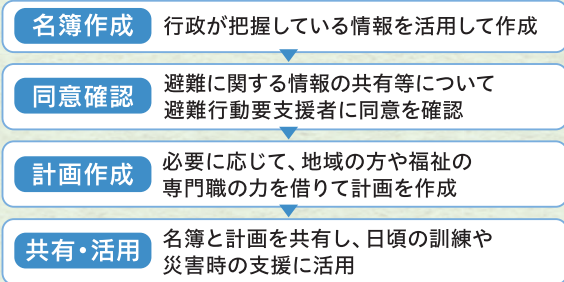 名簿作成
行政が把握している情報を活用して作成
同意確認
避難に関する情報の共有等について
避難行動要支援者に同意を確認
計画作成
必要に応じて、地域の方や福祉の
専門職の力を借りて計画を作成
共有・活用
名簿と計画を共有し、日頃の訓練や
災害時の支援に活用